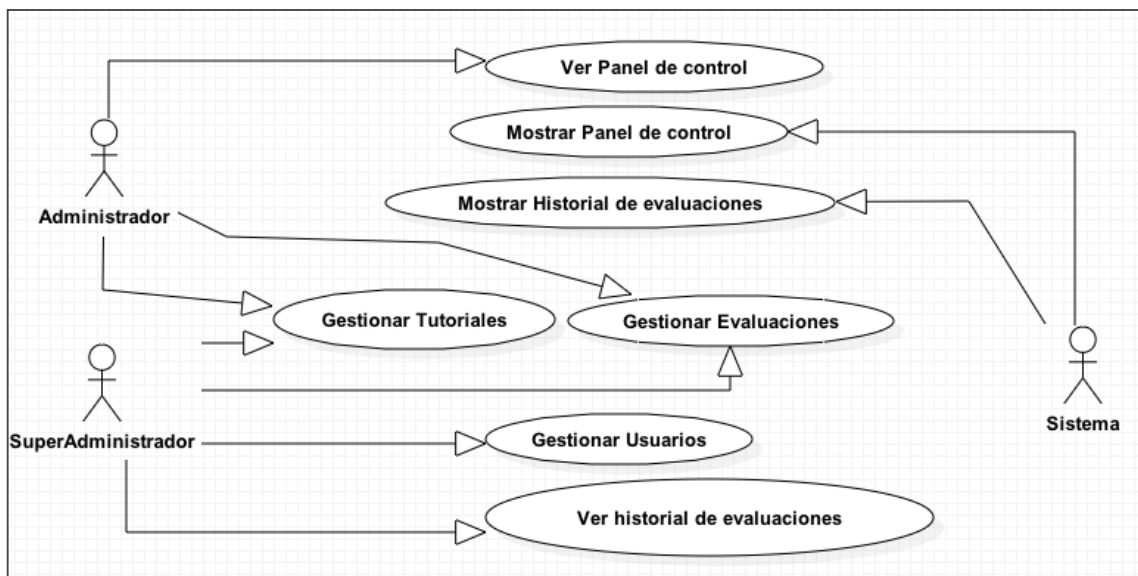 Ver Panel de control
Mostrar Panel de control
Mostrar Historial de evaluaciones
Administrador
Gestionar Tutoriales
Gestionar Evaluaciones
Sistema
SuperAdministrador
Gestionar Usuarios
Ver historial de evaluaciones